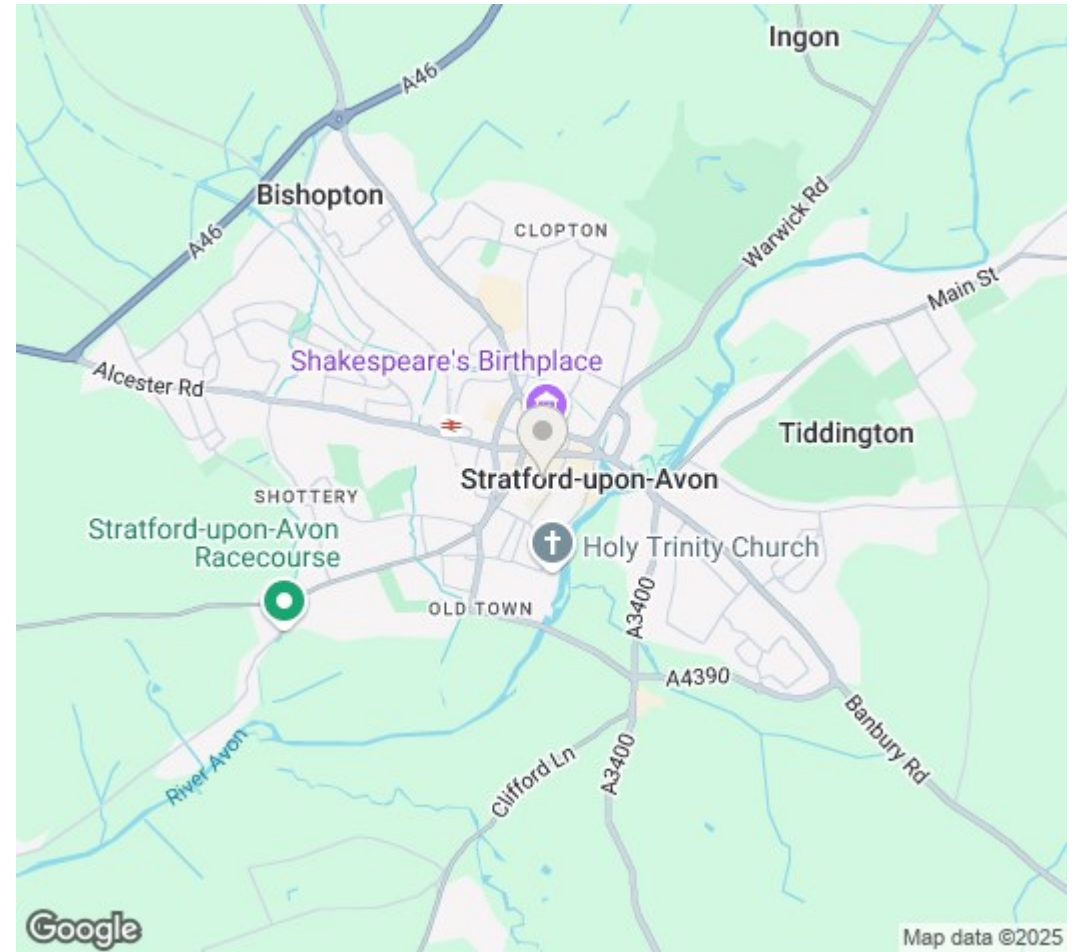 Ingon
A46
Bishopton
CLOPTON
Warwick Rd
A46
Main St
Shakespeare's Birthplace
Alcester Rd
Tiddington
Stratford-upon-Avon
SHOTTERY
Stratford-upon-Avon
Racecourse
Holy Trinity Church
OLD TOWN
A3400
A4390
Banbury Rd
River Avon
Clifford Ln
A3400
Google
Map data ©2025